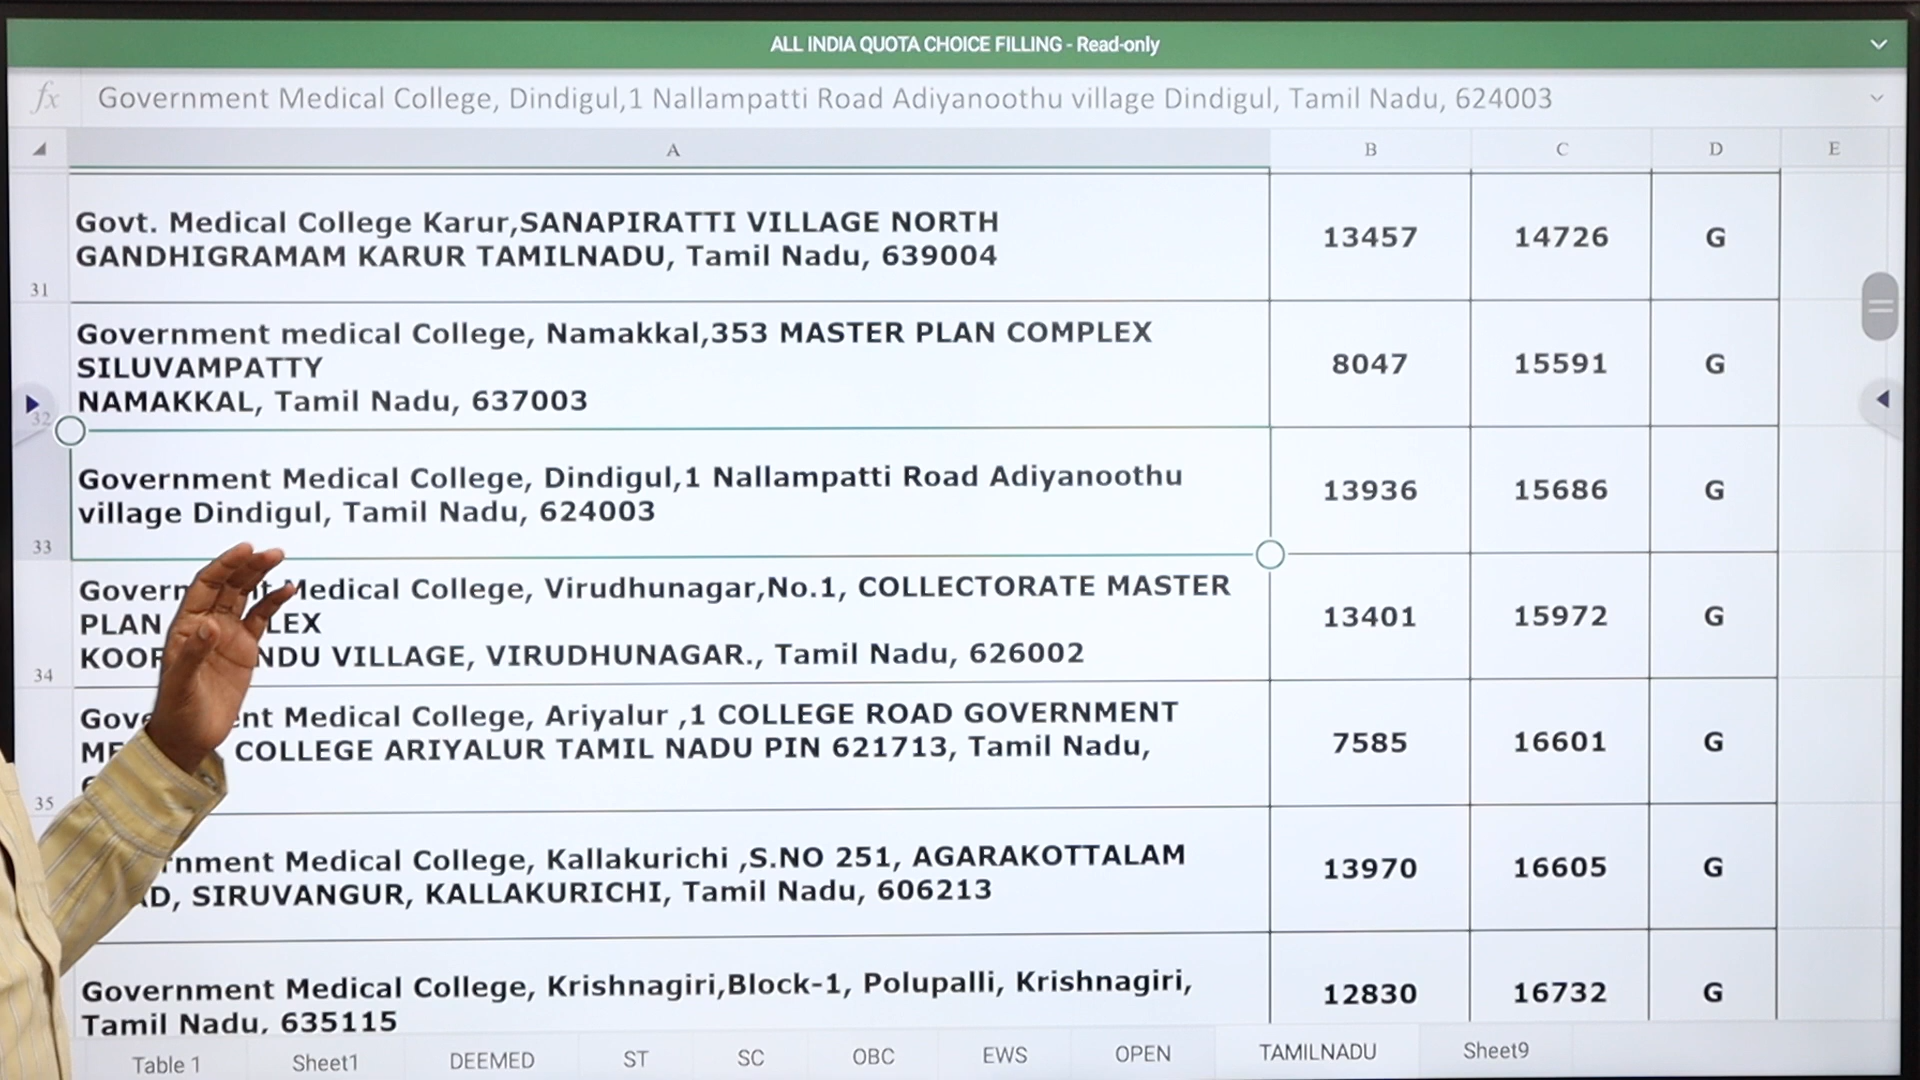 ALL INDIA QUOTA CHOICE FILLING - Read-only
fx Government Medical College, Dindigul,1 Nallampatti Road Adiyanoothu village Dindigul, Tamil Nadu, 624003
A B C D E
Govt. Medical College Karur,SANAPIRATTI VILLAGE NORTH
GANDHIGRAMAM KARUR TAMILNADU, Tamil Nadu, 639004
13457 14726 G
31
Government medical College, Namakkal,353 MASTER PLAN COMPLEX
SILUVAMPATTY
NAMAKKAL, Tamil Nadu, 637003
8047 15591 G
32
Government Medical College, Dindigul,1 Nallampatti Road Adiyanoothu
village Dindigul, Tamil Nadu, 624003
13936 15686 G
33
Medical College, Virudhunagar,No.1, COLLECTORATE MASTER
PLAN
VILLAGE, VIRUDHUNAGAR., Tamil Nadu, 626002
13401 15972 G
34
Medical College, Ariyalur ,1 COLLEGE ROAD GOVERNMENT
COLLEGE ARIYALUR TAMIL NADU PIN 621713, Tamil Nadu,
7585 16601 G
35
Medical College, Kallakurichi ,S.NO 251, AGARAKOTTALAM
SIRUVANGUR, KALLAKURICHI, Tamil Nadu, 606213
13970 16605 G
Government Medical College, Krishnagiri,Block-1, Polupalli, Krishnagiri,
Tamil Nadu, 635115
12830 16732 G
Table 1 Sheet1 DEEMED ST SC OBC EWS OPEN TAMILNADU Sheet9